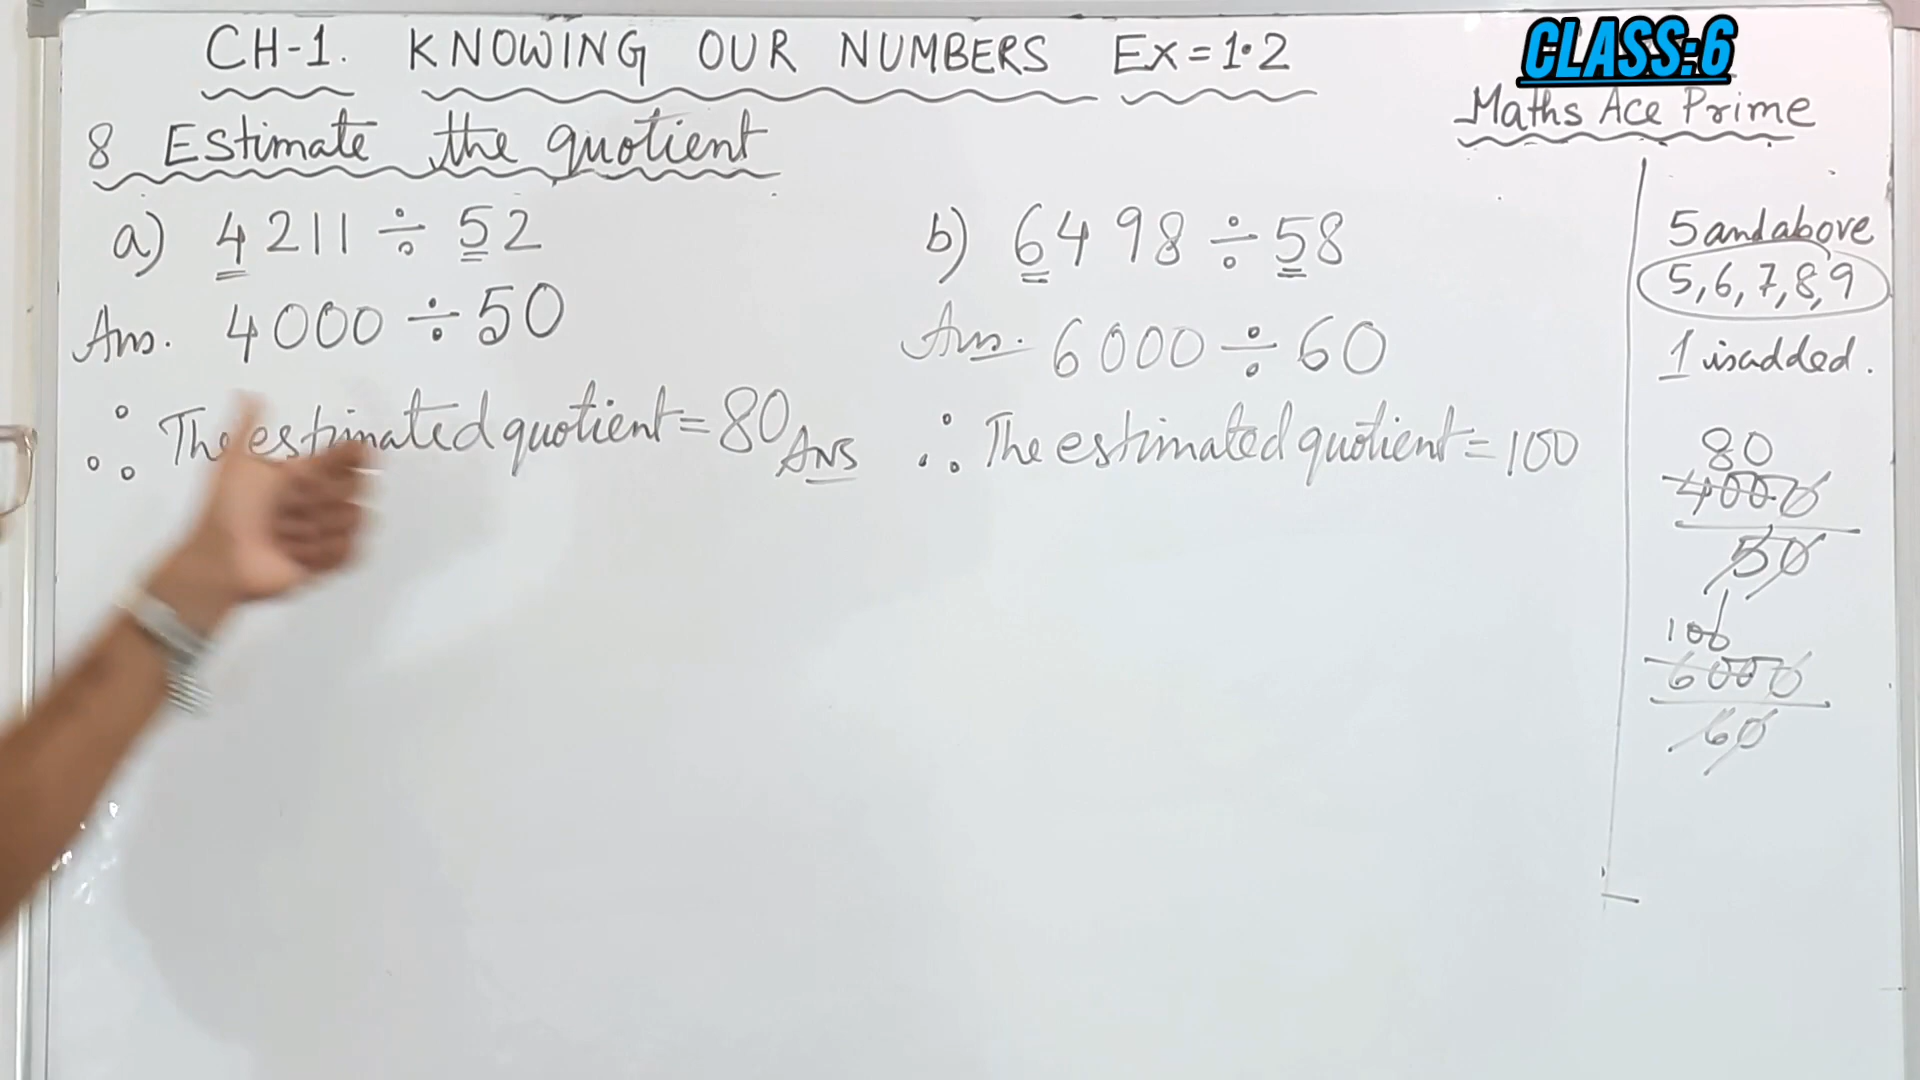 CH-1. KNOWING OUR NUMBERS Ex=1.2
CLASS:6
Maths Ace Prime
8 Estimate the quotient
a) 4211 ÷ 52
Ans. 4000 ÷ 50
∴ The estimated quotient = 80 Ans
b) 6498 ÷ 58
Ans. 6000 ÷ 60
∴ The estimated quotient = 100
5 and above
5,6,7,8,9
1 is added.
80
4000
50
100
6000
60